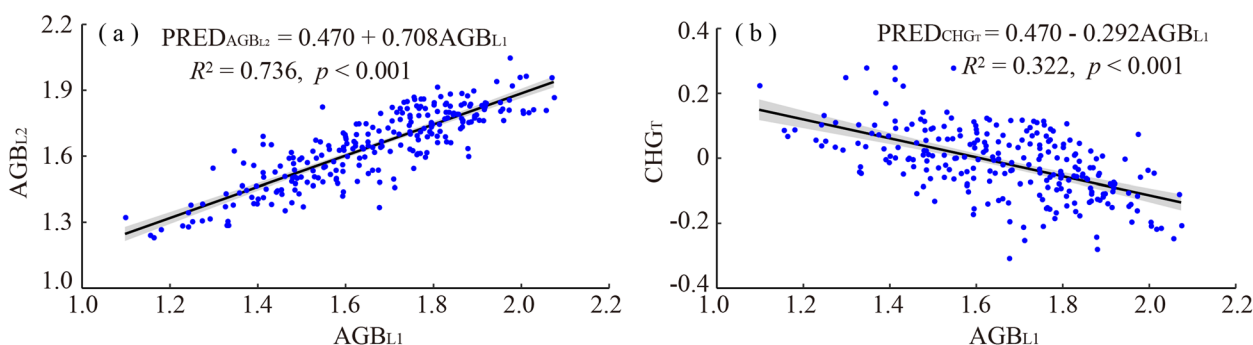 ( a )
PREDAGBL2 = 0.470 + 0.708AGBL1
R² = 0.736, p < 0.001
AGBL2
2.2
1.9
1.6
1.3
1.0
1.0 1.2 1.4 1.6 1.8 2.0 2.2
AGBL1
( b )
PREDCHGT = 0.470 - 0.292AGBL1
R² = 0.322, p < 0.001
CHGT
0.4
0.2
0
-0.2
-0.4
1.0 1.2 1.4 1.6 1.8 2.0 2.2
AGBL1